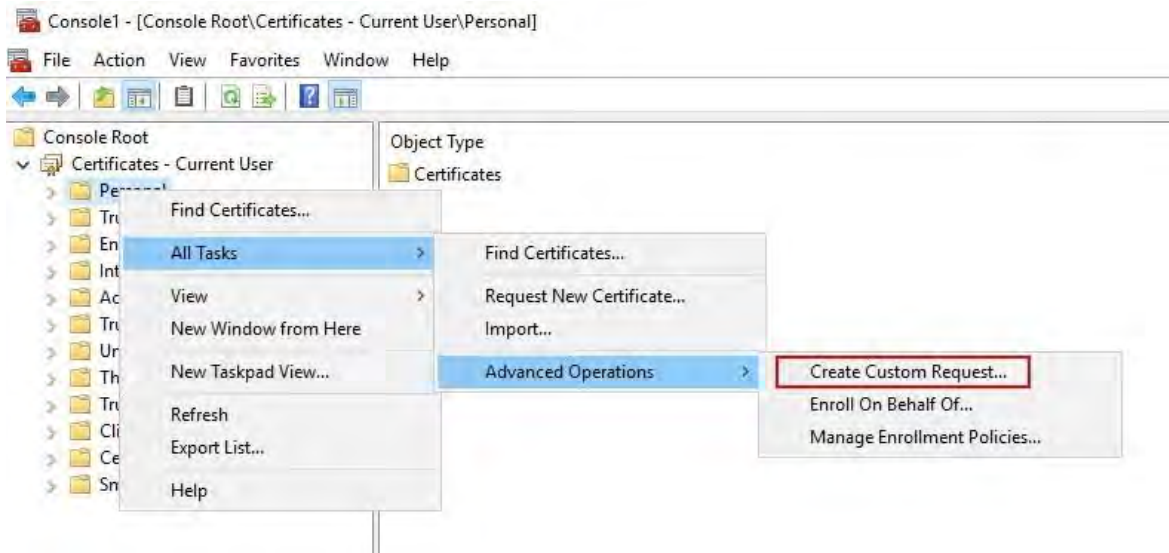 Console1 - [Console Root\Certificates - Current User\Personal]
File Action View Favorites Window Help
Console Root
Certificates - Current User
Object Type
Certificates
Find Certificates...
All Tasks
View
New Window from Here
New Taskpad View...
Refresh
Export List...
Help
Find Certificates...
Request New Certificate...
Import...
Advanced Operations
Create Custom Request...
Enroll On Behalf Of...
Manage Enrollment Policies...